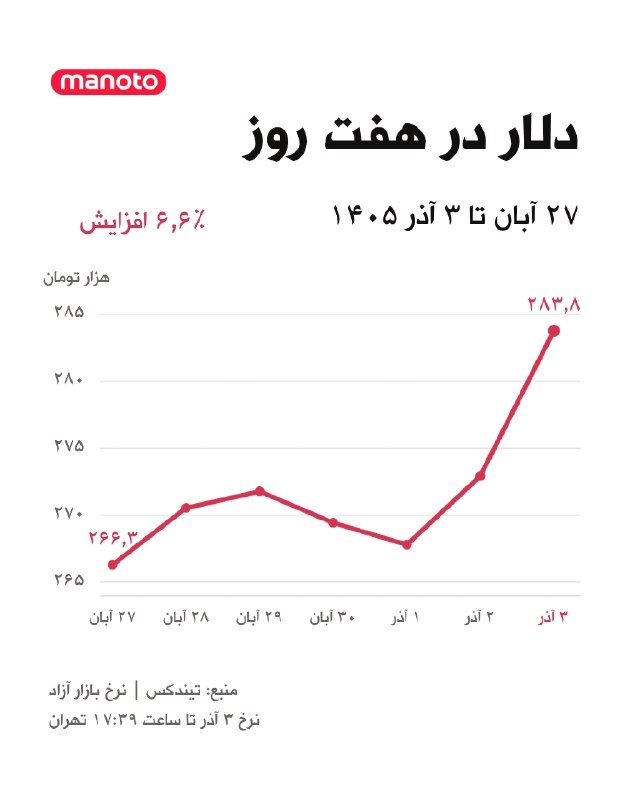 manoto
دلار در هفت روز
۲۷ آبان تا ۳ آذر ۱۴۰۵
۶,۶٪ افزایش
هزار تومان
۲۸۵
۲۸۰
۲۷۵
۲۷۰
۲۶۵
۲۶۶,۳
۲۸۳,۸
۲۷ آبان
۲۸ آبان
۲۹ آبان
۳۰ آبان
۱ آذر
۲ آذر
۳ آذر
منبع: تیندکس | نرخ بازار آزاد
نرخ ۳ آذر تا ساعت ۱۷:۳۹ تهران